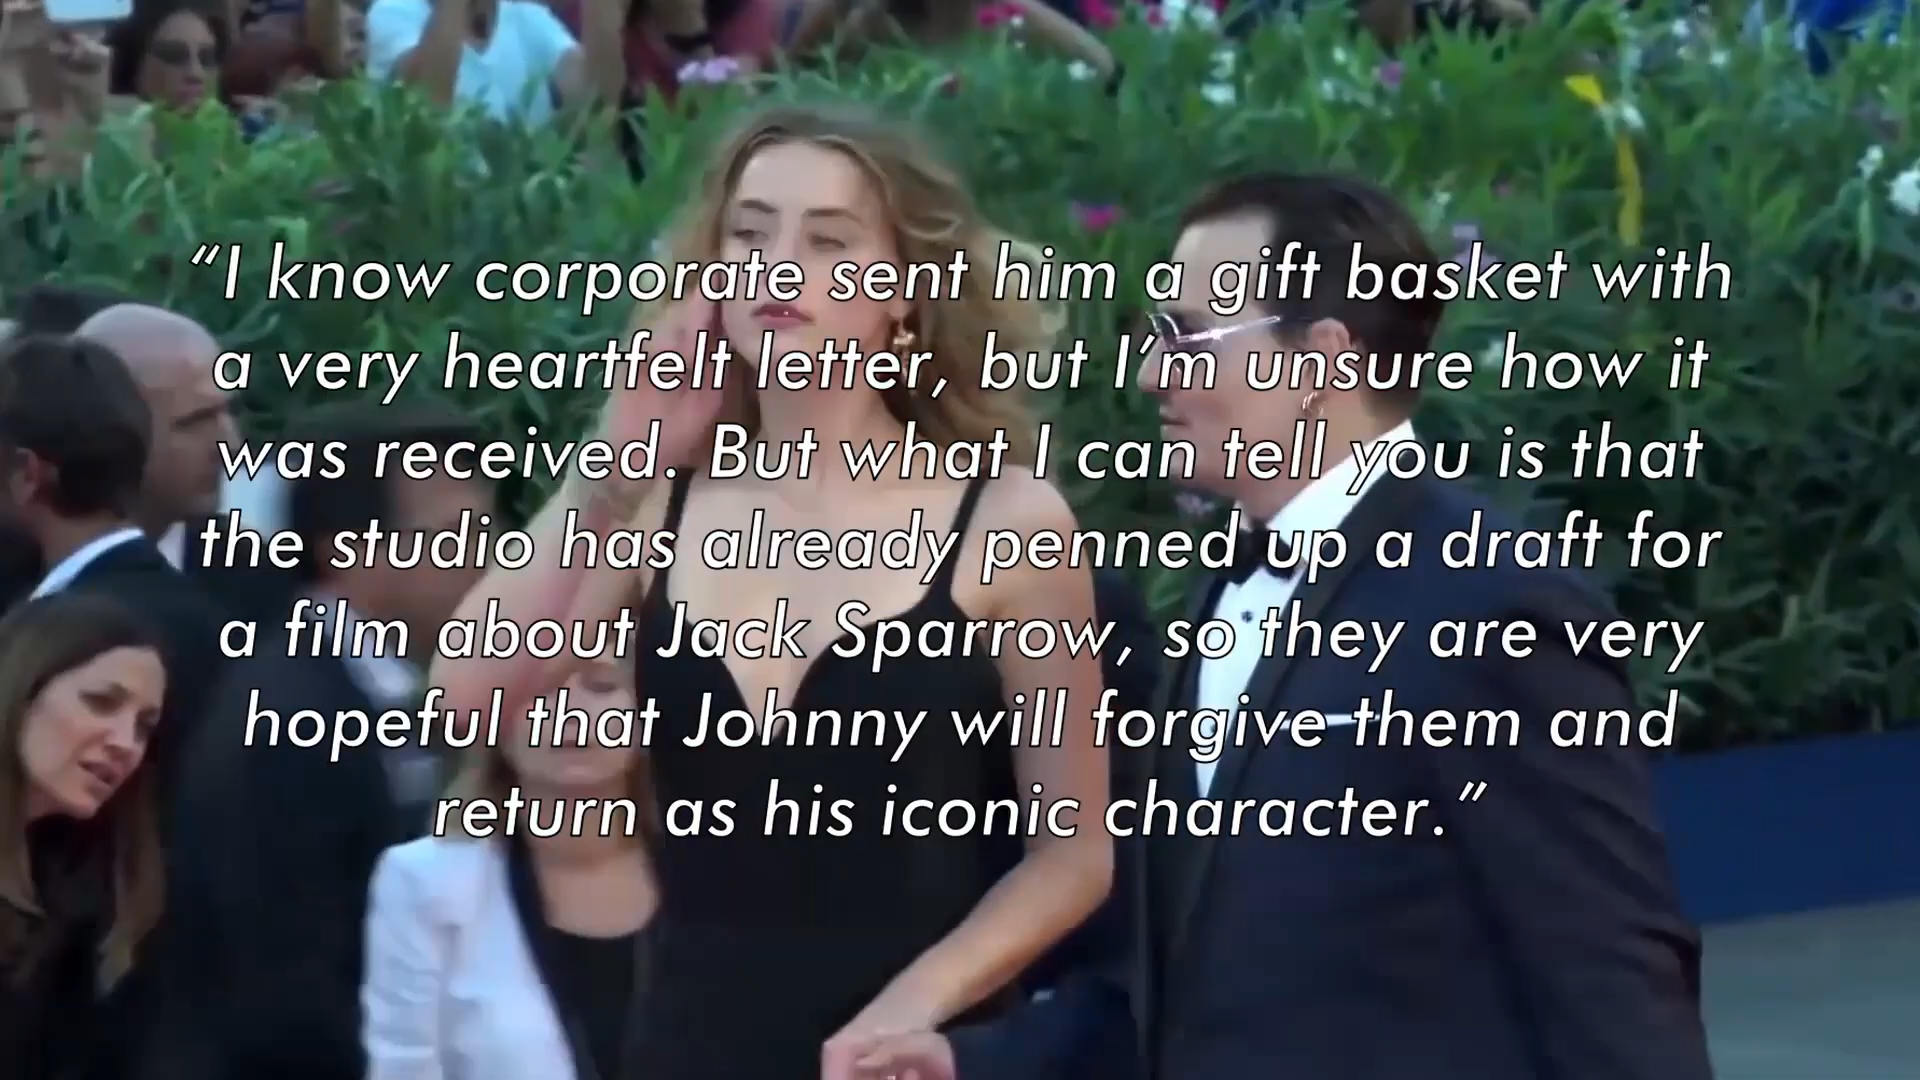 “I know corporate sent him a gift basket with
a very heartfelt letter, but I’m unsure how it
was received. But what I can tell you is that
the studio has already penned up a draft for
a film about Jack Sparrow, so they are very
hopeful that Johnny will forgive them and
return as his iconic character.”